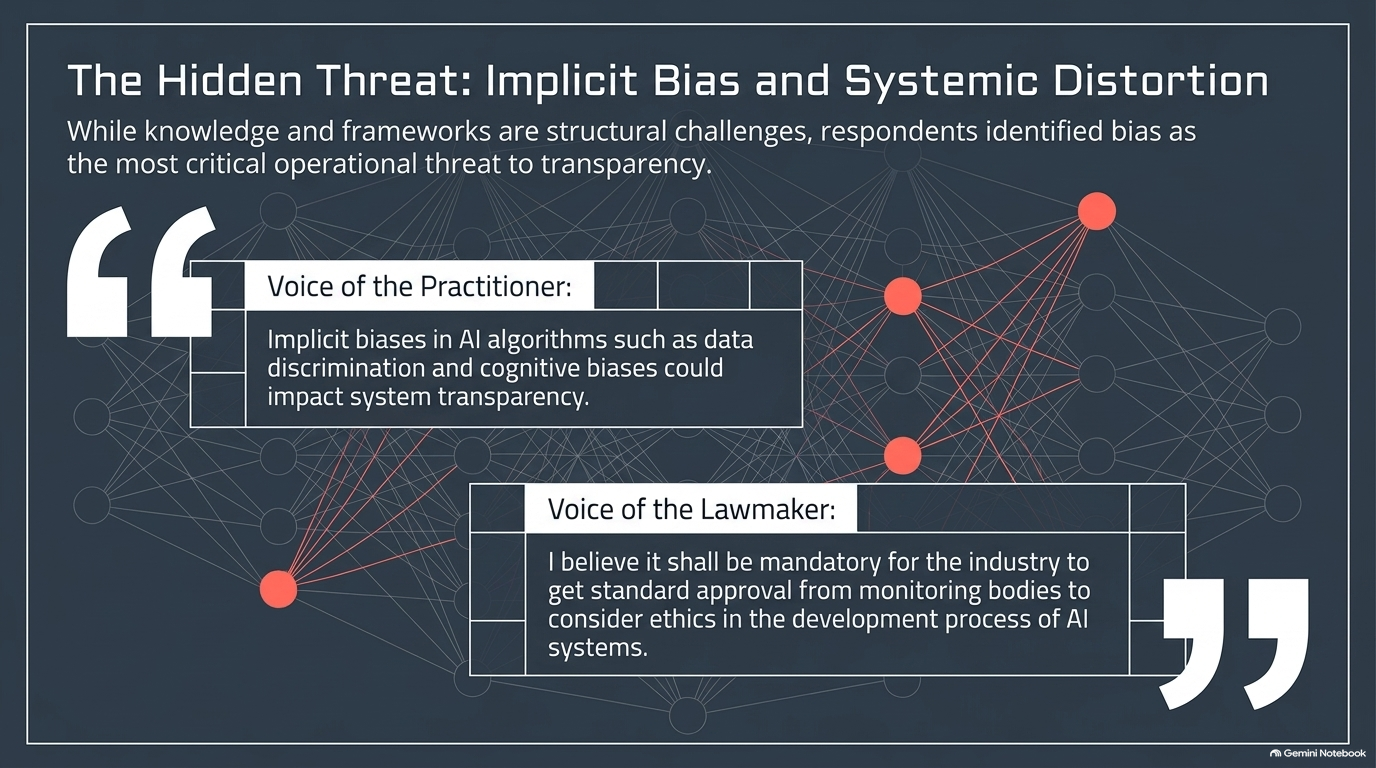 The Hidden Threat: Implicit Bias and Systemic Distortion
While knowledge and frameworks are structural challenges, respondents identified bias as
the most critical operational threat to transparency.
“
Voice of the Practitioner:
Implicit biases in AI algorithms such as data
discrimination and cognitive biases could
impact system transparency.
Voice of the Lawmaker:
I believe it shall be mandatory for the industry to
get standard approval from monitoring bodies to
consider ethics in the development process of AI
systems.
”
Gemini Notebook